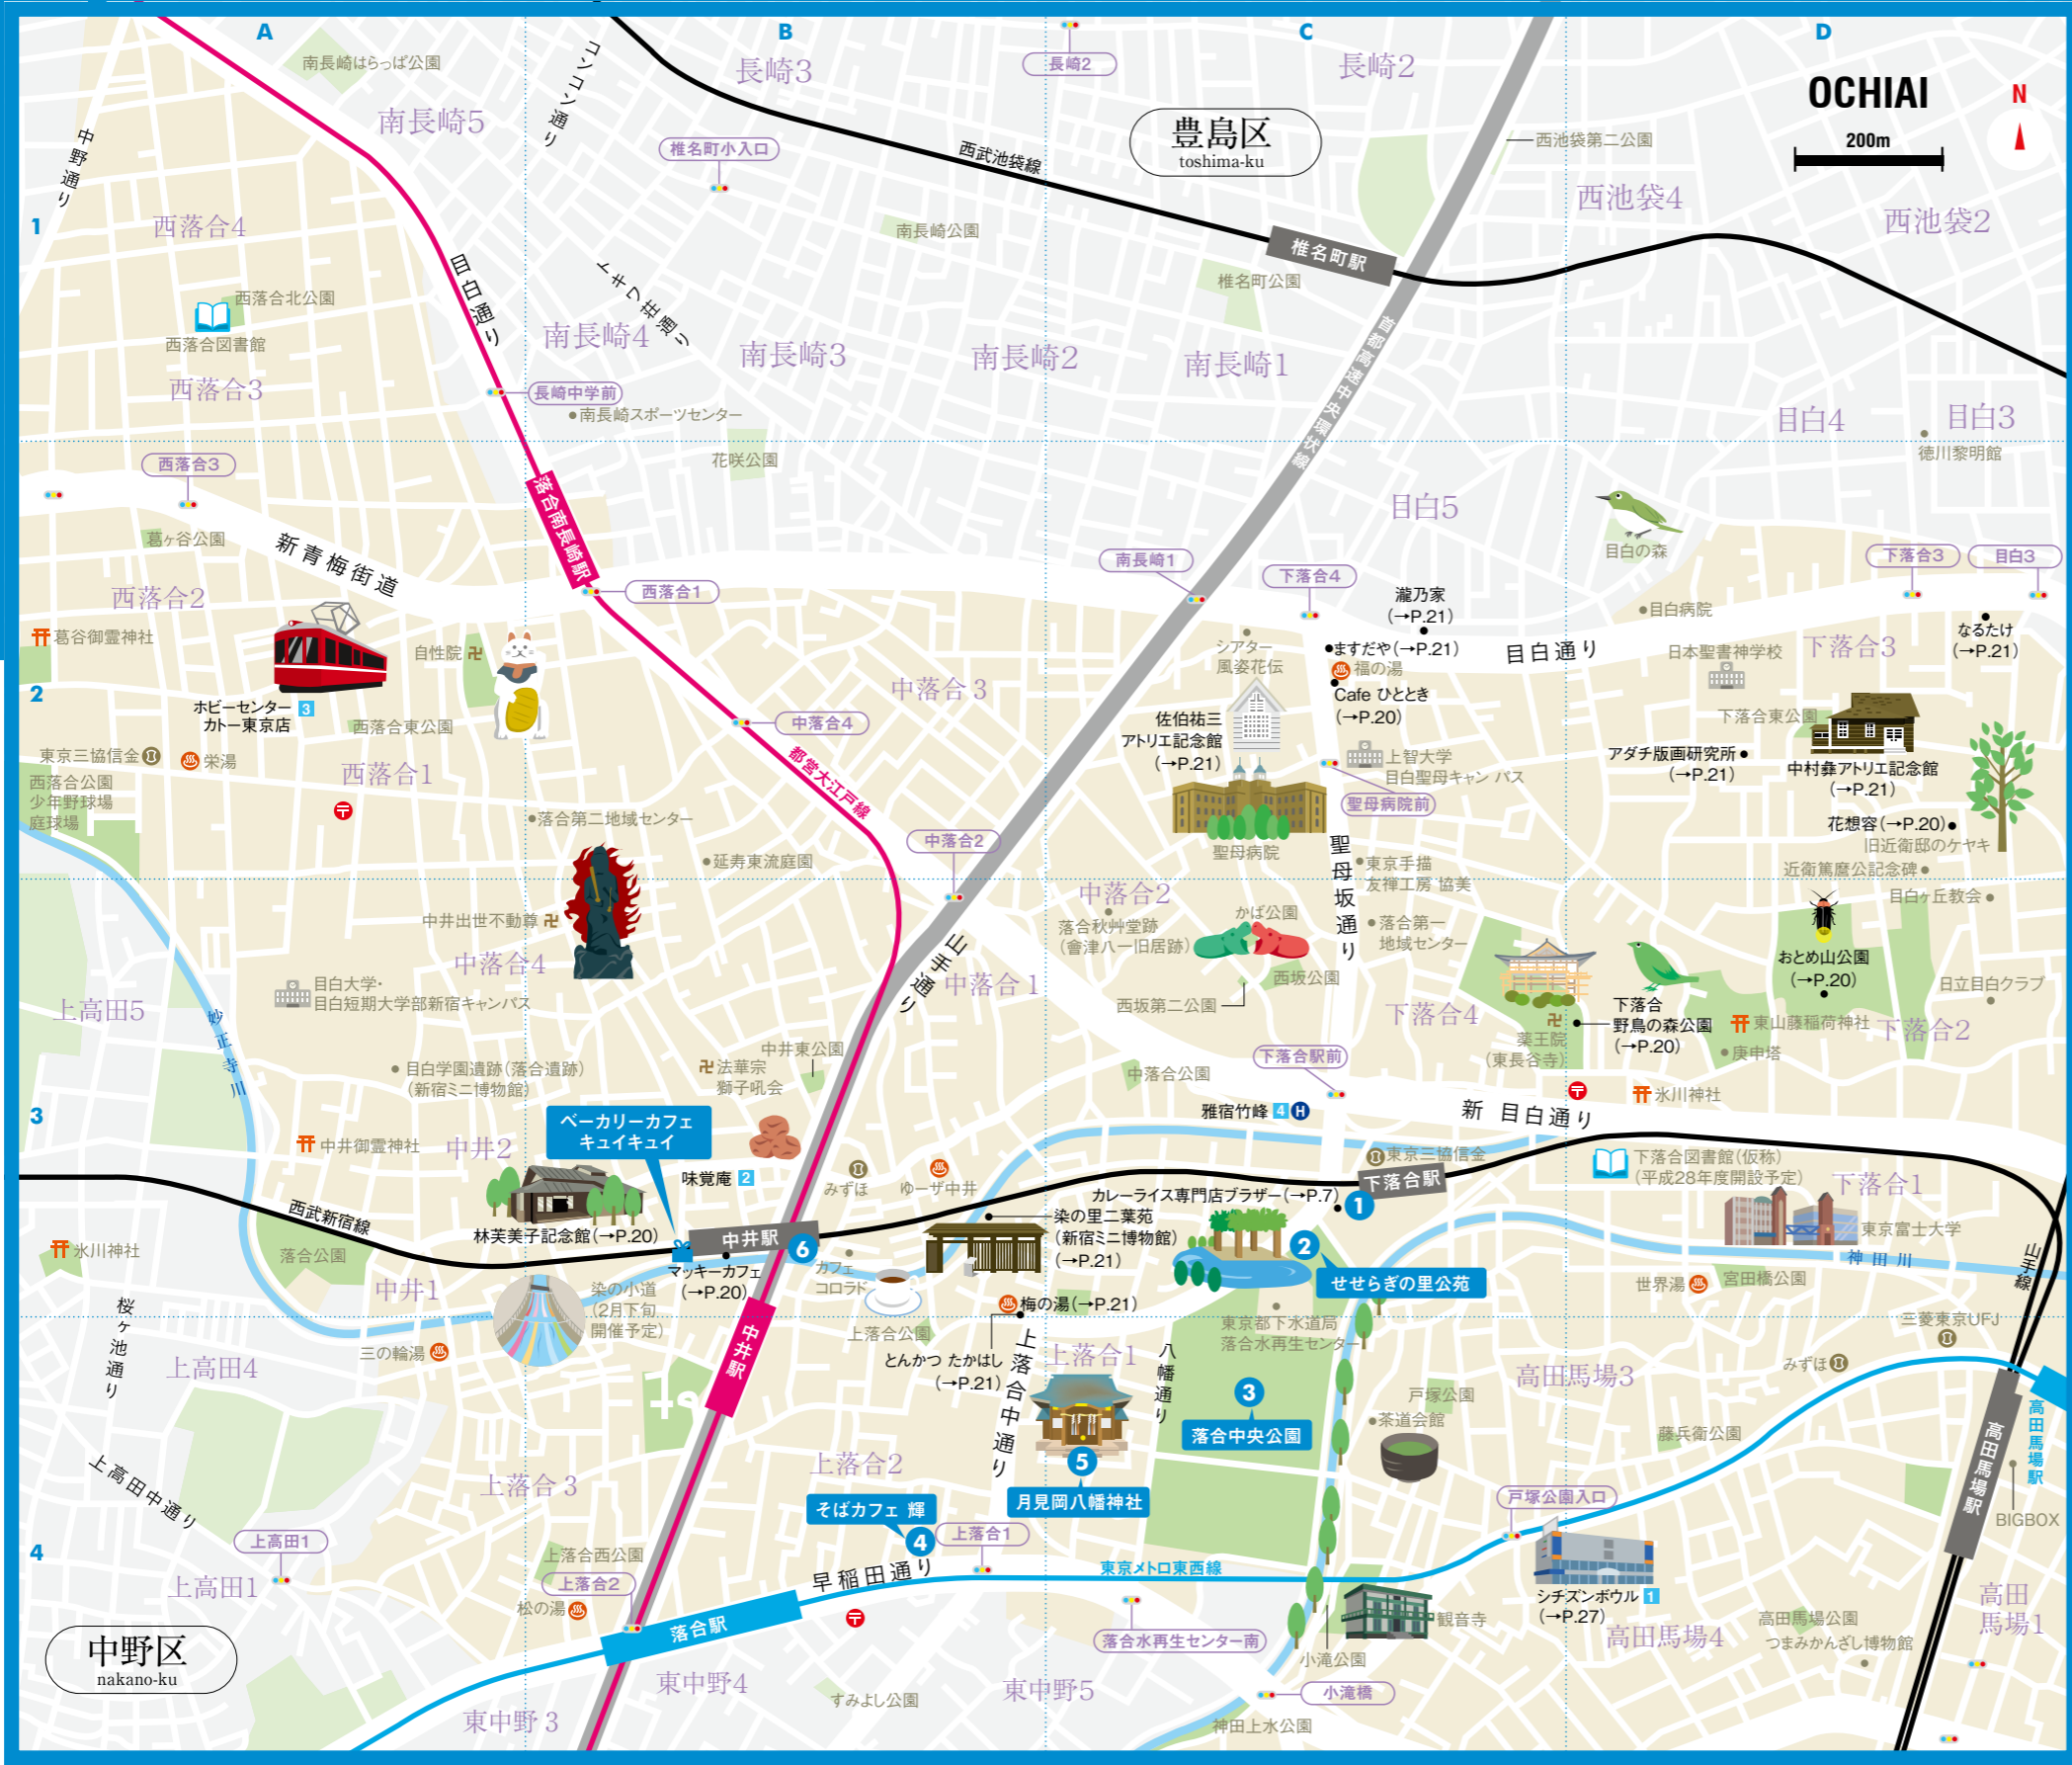 A
B
C
D
OCHIAI
N
200m
豊島区
toshima-ku
南長崎はらっぱ公園
コンコン通り
長崎3
長崎2
長崎2
南長崎5
中野通り
椎名町小入口
西武池袋線
西池袋第二公園
西池袋4
西池袋2
1
西落合4
南長崎公園
椎名町駅
椎名町公園
目白通り
トキワ荘通り
西落合北公園
西落合図書館
南長崎4
南長崎3
南長崎2
南長崎1
首都高速中央環状線
西落合3
長崎中学前
南長崎スポーツセンター
目白4
目白3
徳川黎明館
西落合3
花咲公園
落合南長崎駅
目白5
葛ヶ谷公園
新青梅街道
目白の森
南長崎1
下落合4
下落合3
目白3
西落合2
西落合1
瀧乃家
(→P.21)
目白病院
葛谷御霊神社
自性院
シアター
風姿花伝
ますだや(→P.21)
目白通り
日本聖書神学校
下落合3
なるたけ
(→P.21)
福の湯
2
中落合3
Cafe ひととき
(→P.20)
ホビーセンター
カトー東京店
3
西落合東公園
中落合4
佐伯祐三
アトリエ記念館
(→P.21)
下落合東公園
東京三協信金
栄湯
都営大江戸線
上智大学
目白聖母キャンパス
アダチ版画研究所
(→P.21)
中村彝アトリエ記念館
(→P.21)
西落合公園
少年野球場
庭球場
西落合1
聖母病院前
落合第二地域センター
中落合2
聖母病院
花想容(→P.20)
旧近衛邸のケヤキ
延寿東流庭園
聖母坂通り
東京手描
友禅工房 協美
近衛篤麿公記念碑
中落合2
目白ヶ丘教会
中井出世不動尊
落合秋艸堂跡
(會津八一旧居跡)
かば公園
落合第一
地域センター
中落合4
山手通り
中落合1
西坂公園
おとめ山公園
(→P.20)
目白大学・
目白短期大学部新宿キャンパス
西坂第二公園
下落合4
下落合
野鳥の森公園
(→P.20)
日立目白クラブ
上高田5
妙正寺川
薬王院
(東長谷寺)
東山藤稲荷神社
下落合2
庚申塔
中井東公園
下落合駅前
目白学園遺跡(落合遺跡)
(新宿ミニ博物館)
法華宗
獅子吼会
中落合公園
氷川神社
3
雅宿竹峰
4
H
新目白通り
ベーカリーカフェ
キュイキュイ
中井御霊神社
中井2
味覚庵
2
東京三協信金
下落合図書館(仮称)
(平成28年度開設予定)
みずほ
ゆーザ中井
下落合駅
下落合1
カレーライス専門店ブラザー(→P.7)
1
西武新宿線
林芙美子記念館(→P.20)
中井駅
6
染の里二葉苑
(新宿ミニ博物館)
(→P.21)
東京富士大学
氷川神社
落合公園
2
神田川
山手線
マッキーカフェ
(→P.20)
カフェ
コロラド
せせらぎの里公苑
中井1
染の小道
(2月下旬
開催予定)
世界湯
宮田橋公園
梅の湯(→P.21)
桜ヶ池通り
東京都下水道局
落合水再生センター
三菱東京UFJ
三の輪湯
中井駅
上落合公園
とんかつ たかはし
(→P.21)
上落合中通り
上落合1
八幡通り
みずほ
上高田4
高田馬場3
3
落合中央公園
戸塚公園
茶道会館
高田馬場駅
高田馬場駅
藤兵衛公園
上高田中通り
上落合3
上落合2
5
月見岡八幡神社
BIGBOX
そばカフェ 輝
4
戸塚公園入口
上高田1
上落合1
4
上落合西公園
早稲田通り
東京メトロ東西線
上高田1
上落合2
シチズンボウル
1
(→P.27)
高田
馬場1
松の湯
落合駅
観音寺
高田馬場公園
落合水再生センター南
高田馬場4
つまみかんざし博物館
中野区
nakano-ku
小滝公園
東中野4
東中野5
すみよし公園
小滝橋
東中野3
神田上水公園